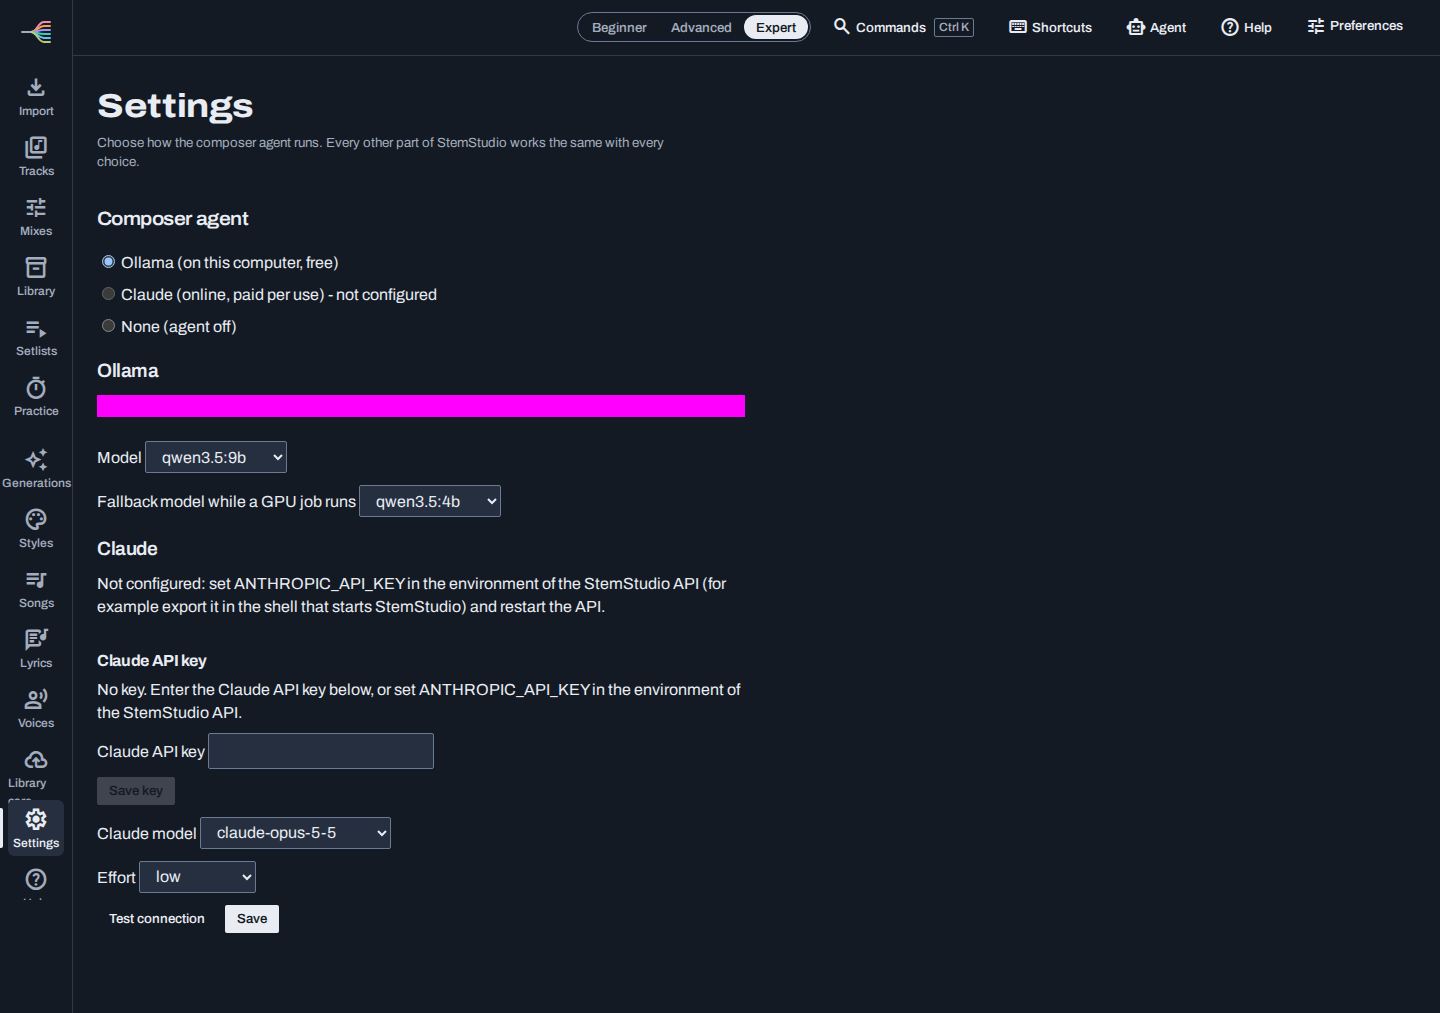 Beginner Advanced Expert Commands Ctrl K Shortcuts Agent Help Preferences
Import
Tracks
Mixes
Library
Setlists
Practice
Generations
Styles
Songs
Lyrics
Voices
Library
Settings
Settings
Choose how the composer agent runs. Every other part of StemStudio works the same with every
choice.
Composer agent
Ollama (on this computer, free)
Claude (online, paid per use) - not configured
None (agent off)
Ollama
Model qwen3.5:9b
Fallback model while a GPU job runs qwen3.5:4b
Claude
Not configured: set ANTHROPIC_API_KEY in the environment of the StemStudio API (for
example export it in the shell that starts StemStudio) and restart the API.
Claude API key
No key. Enter the Claude API key below, or set ANTHROPIC_API_KEY in the environment of
the StemStudio API.
Claude API key
Save key
Claude model claude-opus-5-5
Effort low
Test connection Save